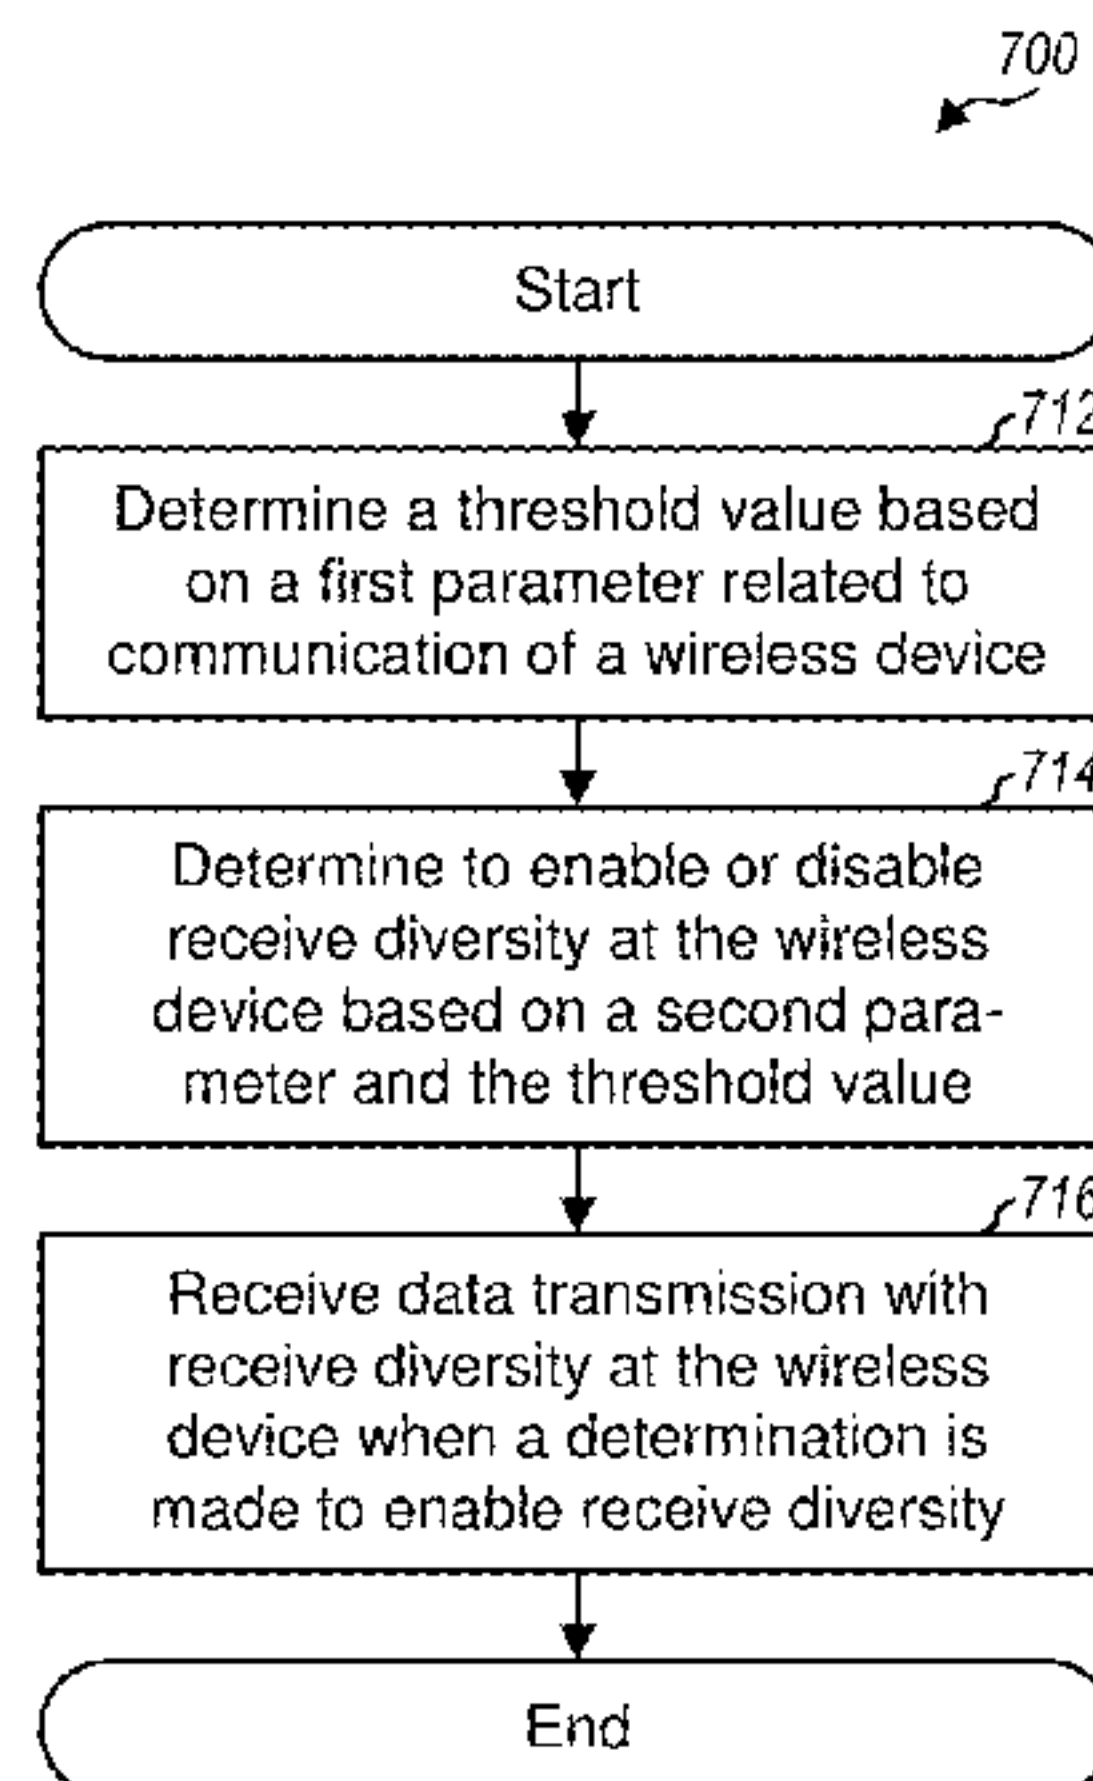 700
Start
712
Determine a threshold value based
on a first parameter related to
communication of a wireless device
714
Determine to enable or disable
receive diversity at the wireless
device based on a second para-
meter and the threshold value
716
Receive data transmission with
receive diversity at the wireless
device when a determination is
made to enable receive diversity
End